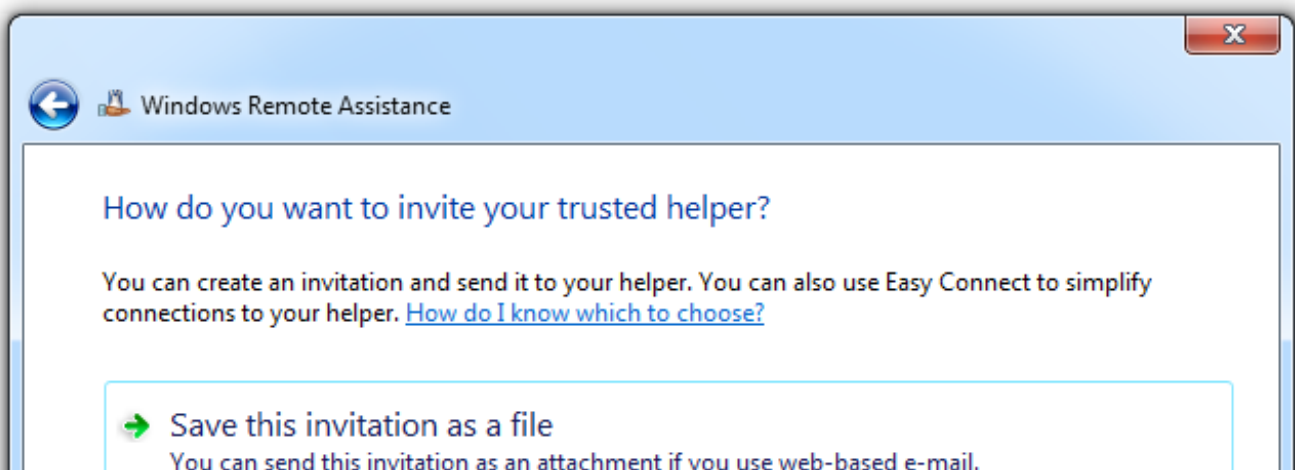 Windows Remote Assistance
How do you want to invite your trusted helper?
You can create an invitation and send it to your helper. You can also use Easy Connect to simplify
connections to your helper. How do I know which to choose?
Save this invitation as a file
You can send this invitation as an attachment if you use web-based e-mail.